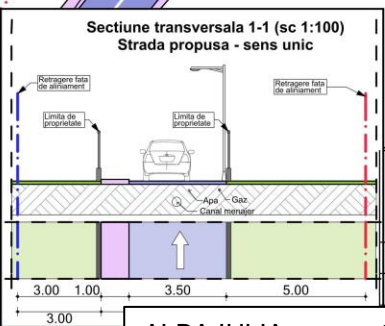 Sectiune transversala 1-1 (sc 1:100)
Strada propusa - sens unic
Retragere fata
de aliniament
Retragere fata
de aliniament
Limita de
proprietate
Limita de
proprietate
Apa
Gaz
Canal menajer
3.00 1.00 3.50 5.00
3.00